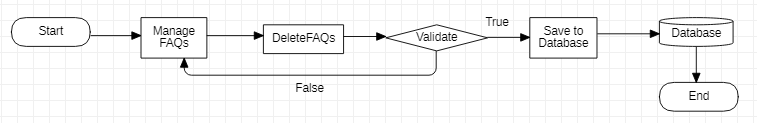 Start
Manage
FAQs
DeleteFAQs
Validate
True
Save to
Database
Database
False
End